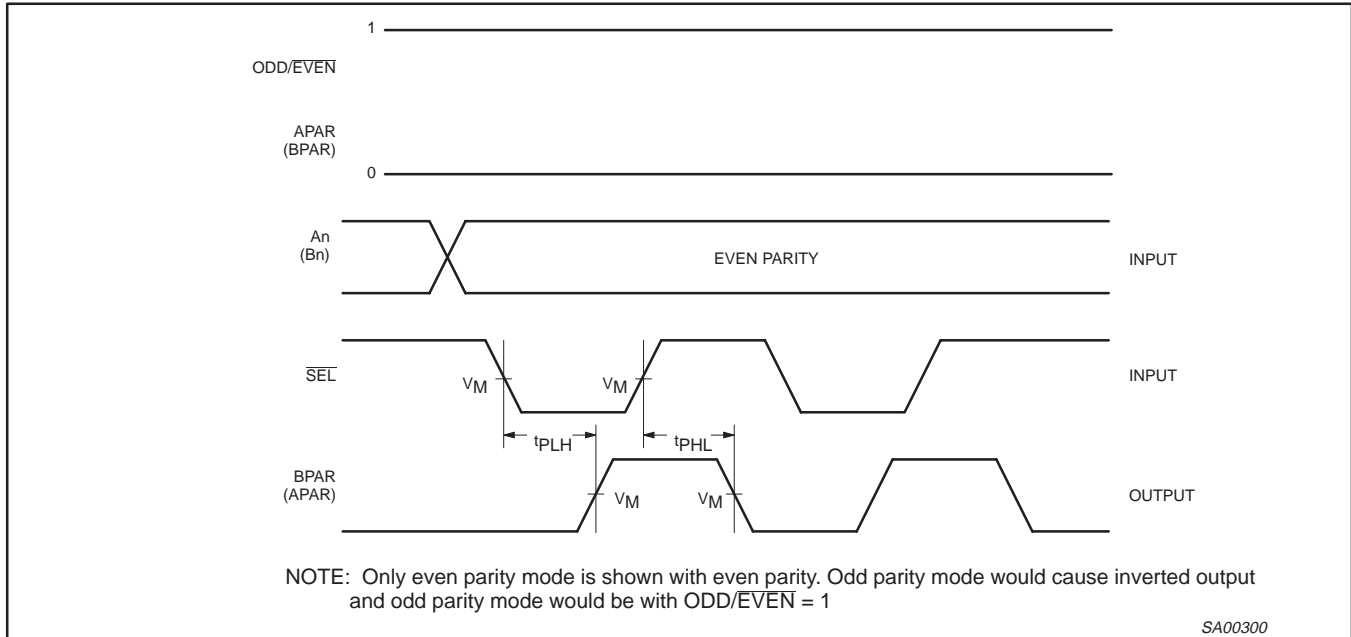 1
ODD/EVEN
APAR
(BPAR)
0
An
(Bn)
EVEN PARITY
INPUT
SEL
VM
VM
INPUT
tPLH
tPHL
BPAR
(APAR)
VM
VM
OUTPUT
NOTE: Only even parity mode is shown with even parity. Odd parity mode would cause inverted output
and odd parity mode would be with ODD/EVEN = 1
SA00300